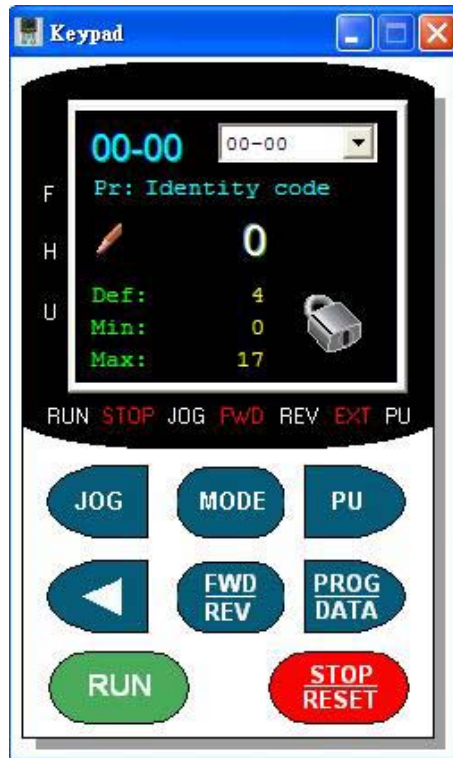 Keypad
00-00 00-00
Pr: Identity code
F
0
H
Def: 4
U
Min: 0
Max: 17
RUN STOP JOG FWD REV EXT PU
JOG MODE PU
FWD REV PROG DATA
RUN STOP RESET